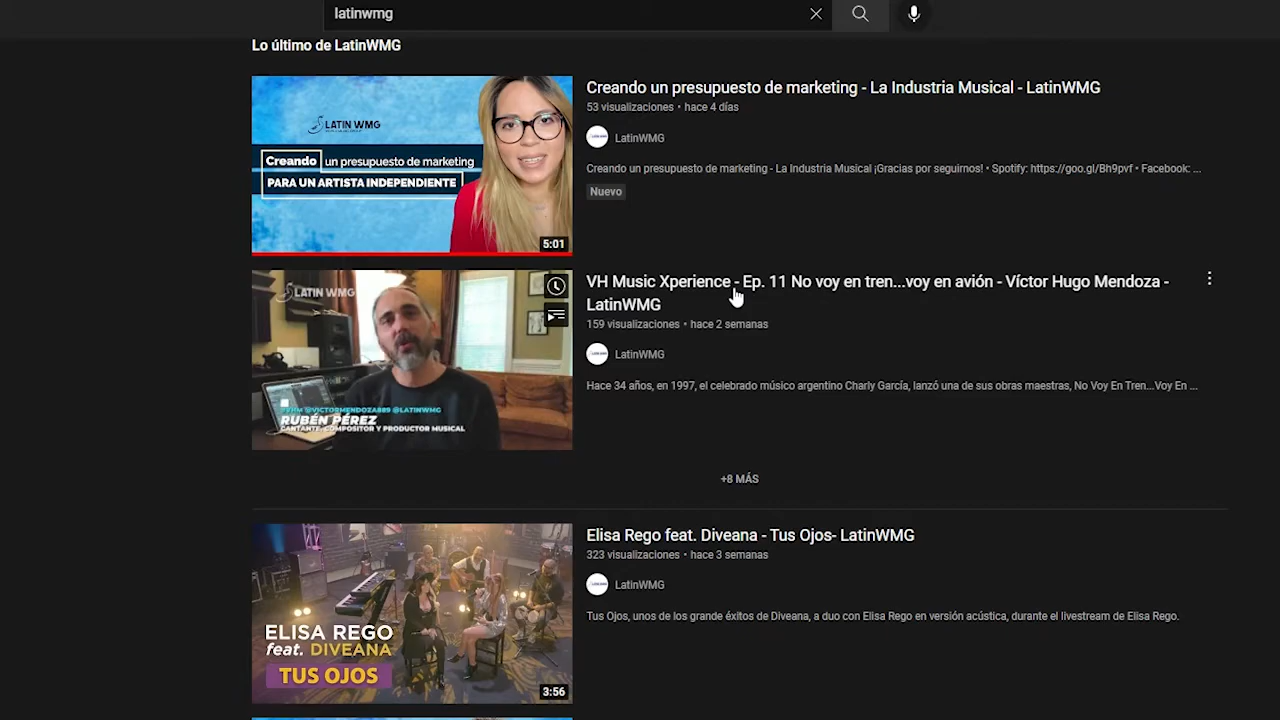 latinwmg
Lo último de LatinWMG
LATIN WMG
Creando un presupuesto de marketing
PARA UN ARTISTA INDEPENDIENTE
5:01
Creando un presupuesto de marketing - La Industria Musical - LatinWMG
53 visualizaciones • hace 4 días
LatinWMG
Creando un presupuesto de marketing - La Industria Musical ¡Gracias por seguirnos! • Spotify: https://goo.gl/Bh9pvf • Facebook: ...
Nuevo
LATIN WMG
#VHM @VICTORMENDOZA889 @LATINWMG
RUBÉN PÉREZ
CANTANTE, COMPOSITOR Y PRODUCTOR MUSICAL
VH Music Xperience - Ep. 11 No voy en tren...voy en avión - Víctor Hugo Mendoza -
LatinWMG
159 visualizaciones • hace 2 semanas
LatinWMG
Hace 34 años, en 1997, el celebrado músico argentino Charly García, lanzó una de sus obras maestras, No Voy En Tren...Voy En ...
+8 MÁS
ELISA REGO
feat. DIVEANA
TUS OJOS
3:56
Elisa Rego feat. Diveana - Tus Ojos- LatinWMG
323 visualizaciones • hace 3 semanas
LatinWMG
Tus Ojos, unos de los grande éxitos de Diveana, a duo con Elisa Rego en versión acústica, durante el livestream de Elisa Rego.